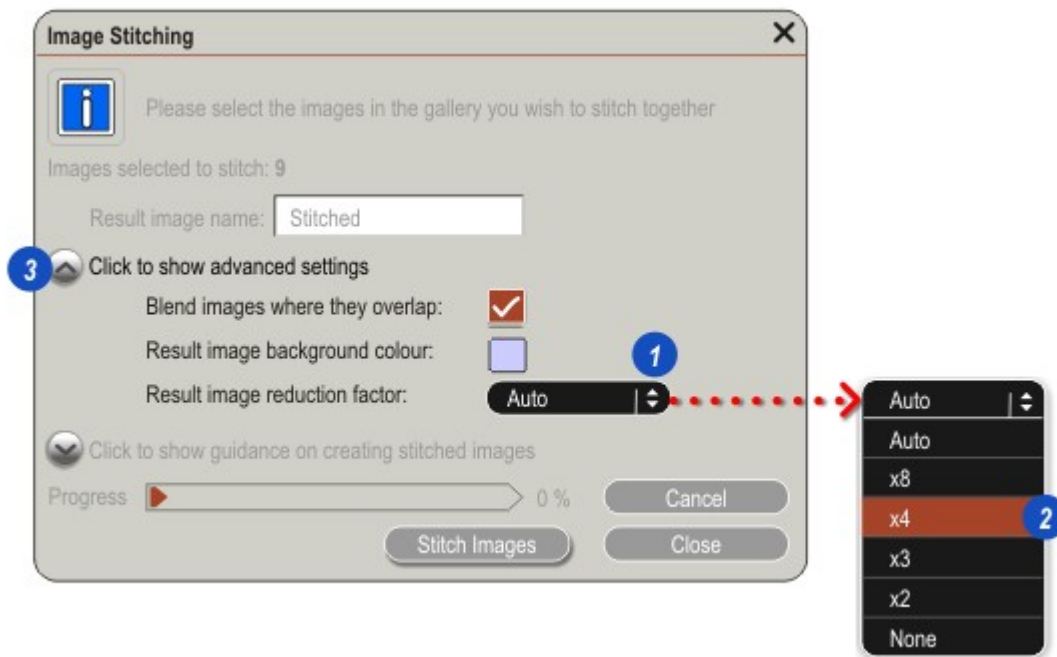 Image Stitching
i
Please select the images in the gallery you wish to stitch together
Images selected to stitch: 9
Result image name: Stitched
3 Click to show advanced settings
Blend images where they overlap:
Result image background colour:
1
Result image reduction factor: Auto
Click to show guidance on creating stitched images
Progress 0 % Cancel
Stitch Images Close
Auto
Auto
x8
x4 2
x3
x2
None